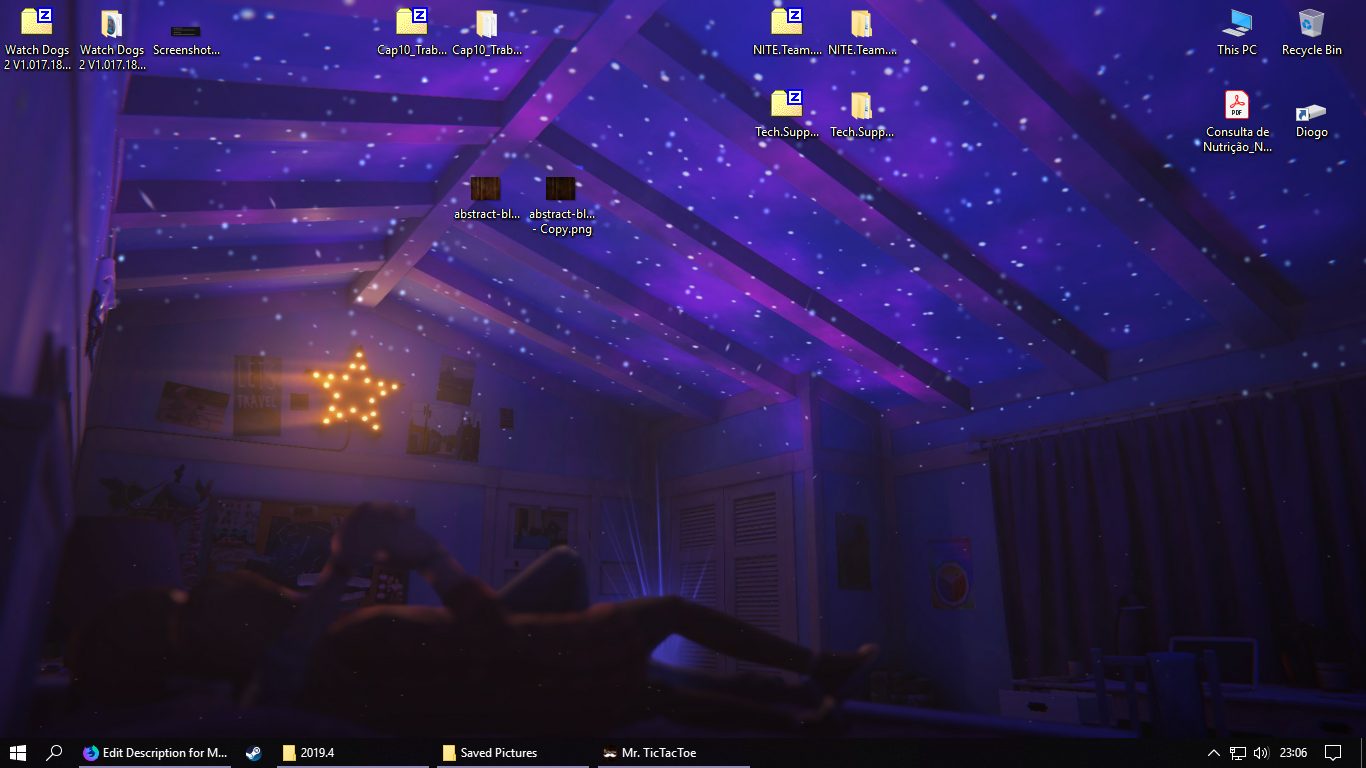 Watch Dogs
2 V1.017.18...
Watch Dogs
2 V1.017.18...
Screenshot...
Cap10_Trab...
Cap10_Trab...
NITE.Team....
NITE.Team....
This PC
Recycle Bin
Tech.Supp...
Tech.Supp...
PDF
Consulta de
Nutrição_N...
Diogo
abstract-bl...
abstract-bl...
- Copy.png
LET'S
TRAVEL
Edit Description for M...
2019.4
Saved Pictures
Mr. TicTacToe
23:06